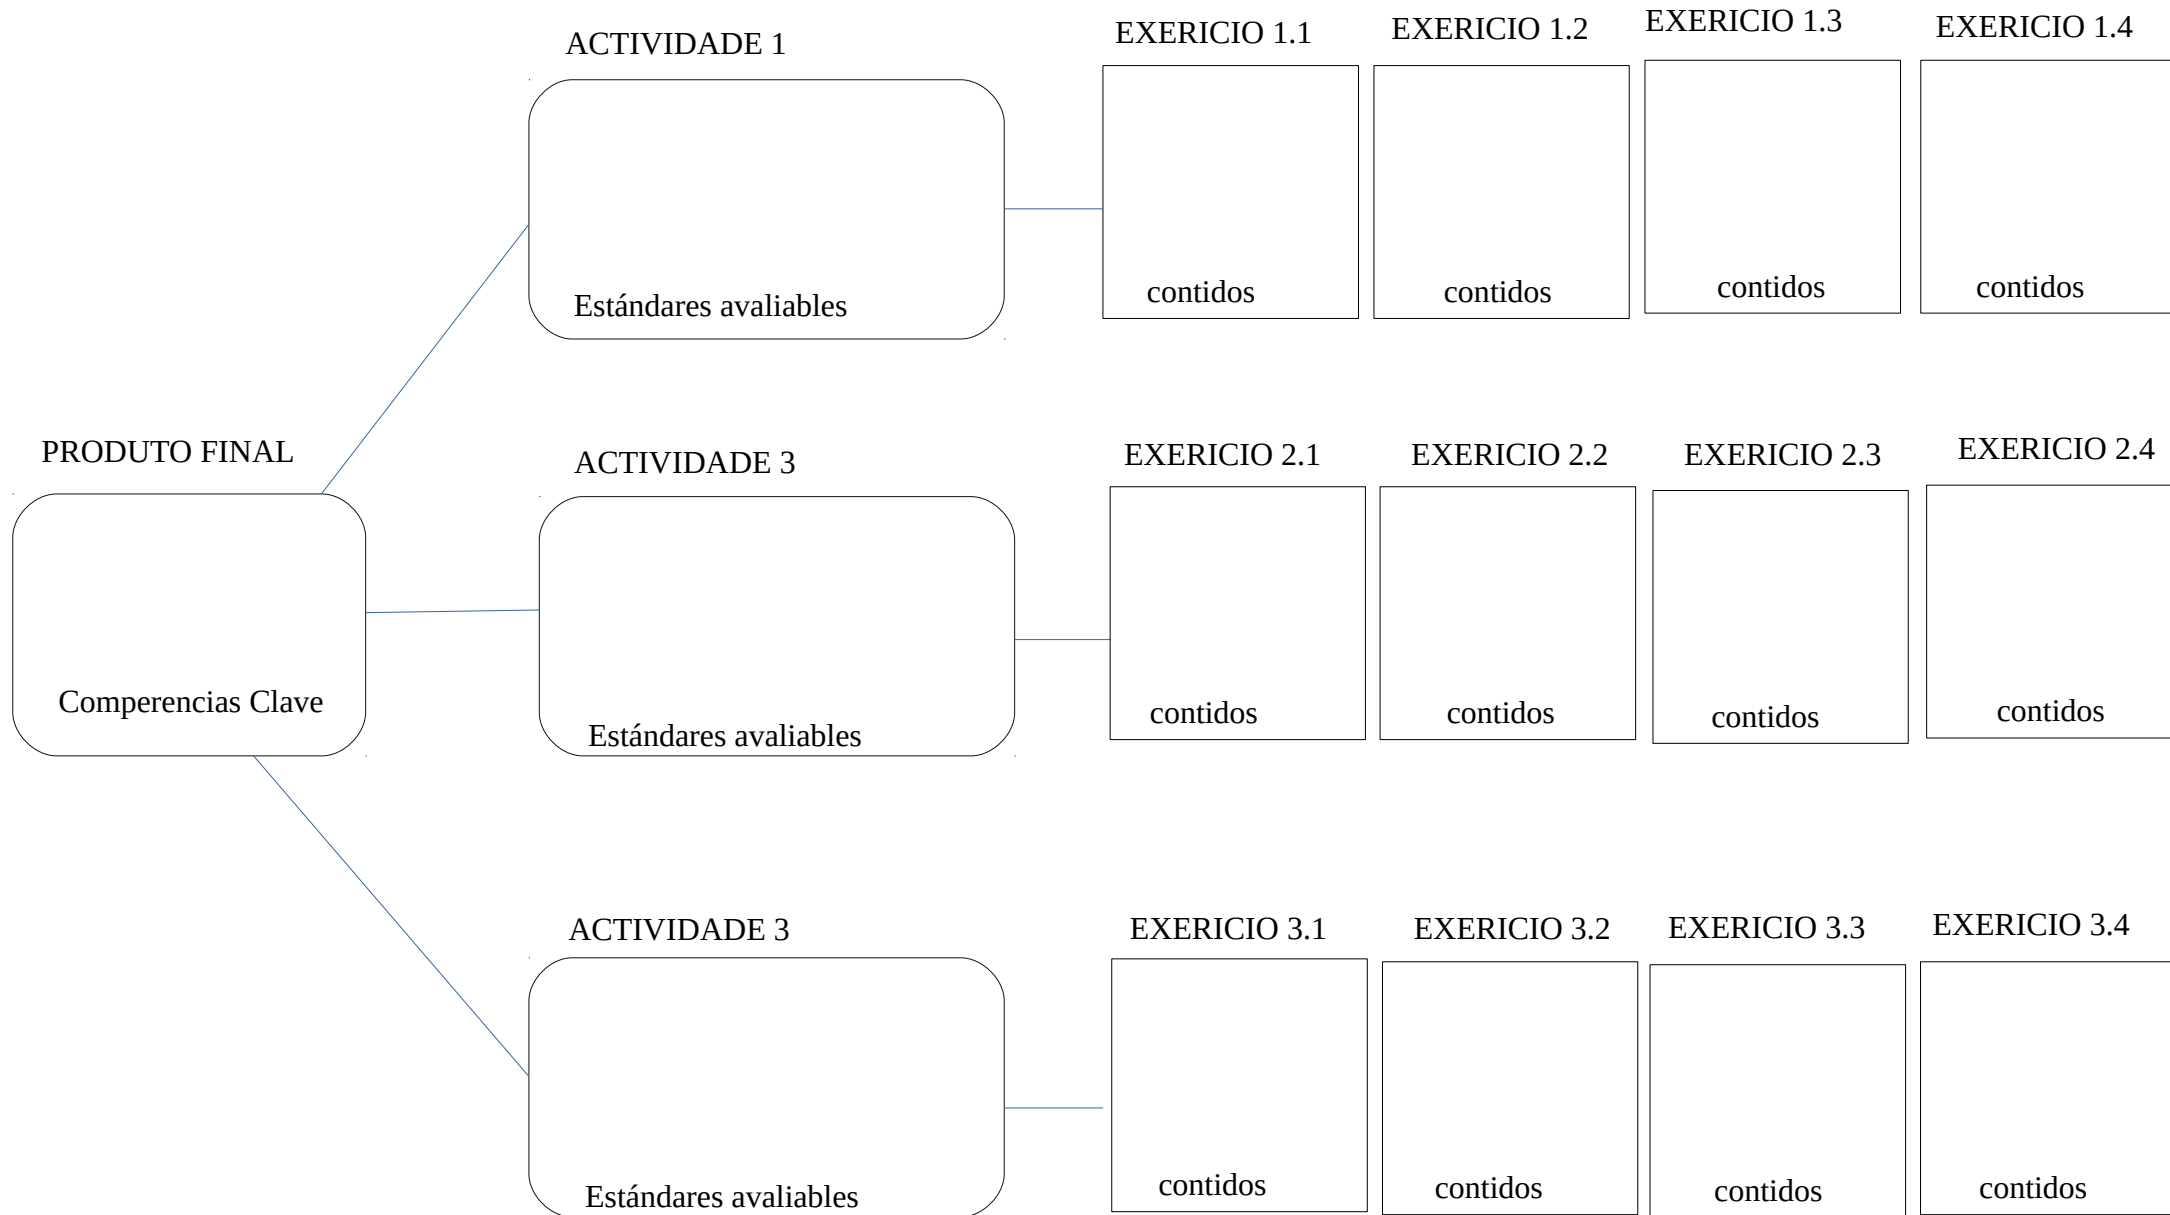 ACTIVIDADE 1
EXERICIO 1.1
EXERICIO 1.2
EXERICIO 1.3
EXERICIO 1.4
Estándares avaliables
contidos
contidos
contidos
contidos
PRODUTO FINAL
Comperencias Clave
ACTIVIDADE 3
EXERICIO 2.1
EXERICIO 2.2
EXERICIO 2.3
EXERICIO 2.4
Estándares avaliables
contidos
contidos
contidos
contidos
ACTIVIDADE 3
EXERICIO 3.1
EXERICIO 3.2
EXERICIO 3.3
EXERICIO 3.4
Estándares avaliables
contidos
contidos
contidos
contidos